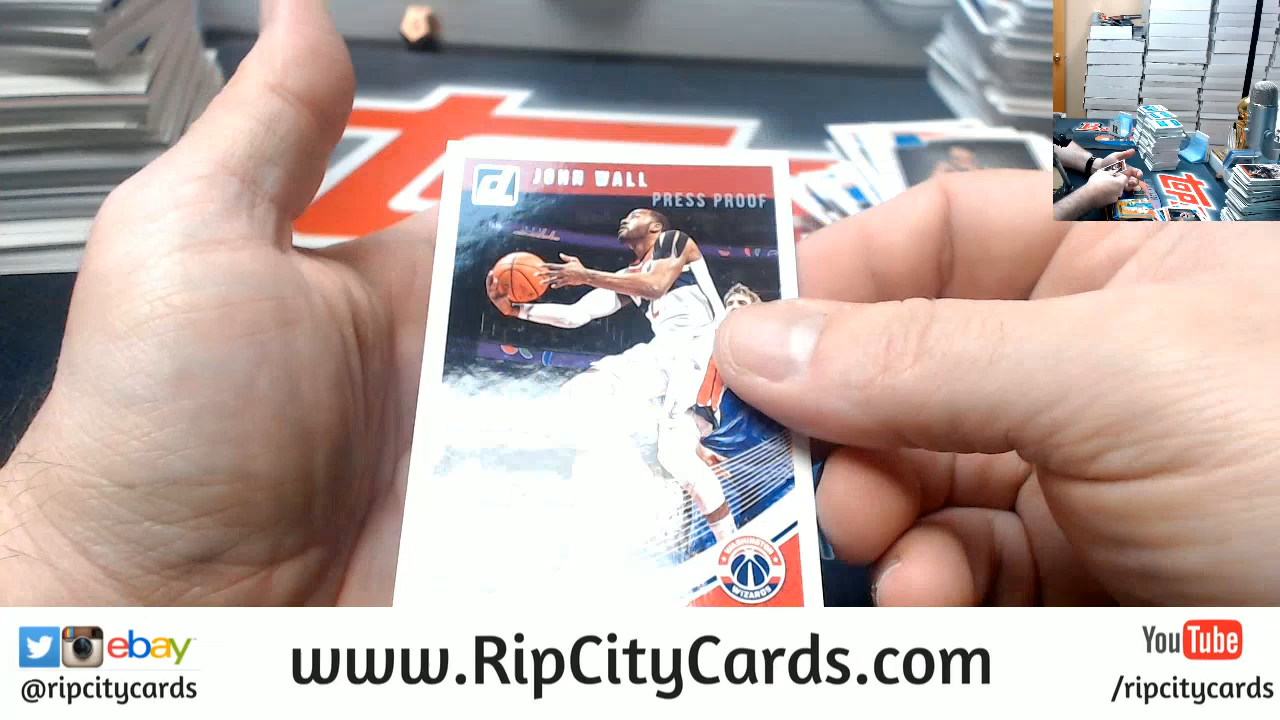 JOHN WALL
PRESS PROOF
WASHINGTON
WIZARDS
ebay
@ripcitycards
www.RipCityCards.com
YouTube
/ripcitycards